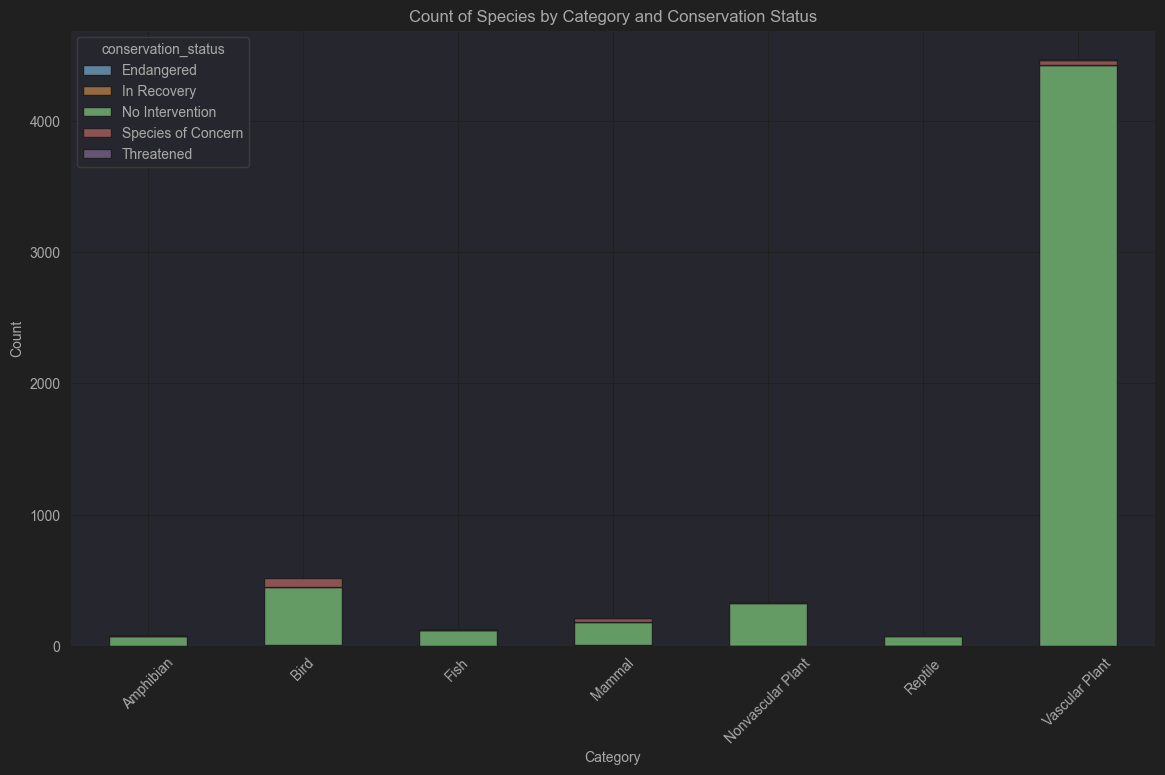 Count of Species by Category and Conservation Status
conservation_status
Endangered
In Recovery
No Intervention
Species of Concern
Threatened
Count
4000
3000
2000
1000
0
Amphibian
Bird
Fish
Mammal
Nonvascular Plant
Reptile
Vascular Plant
Category